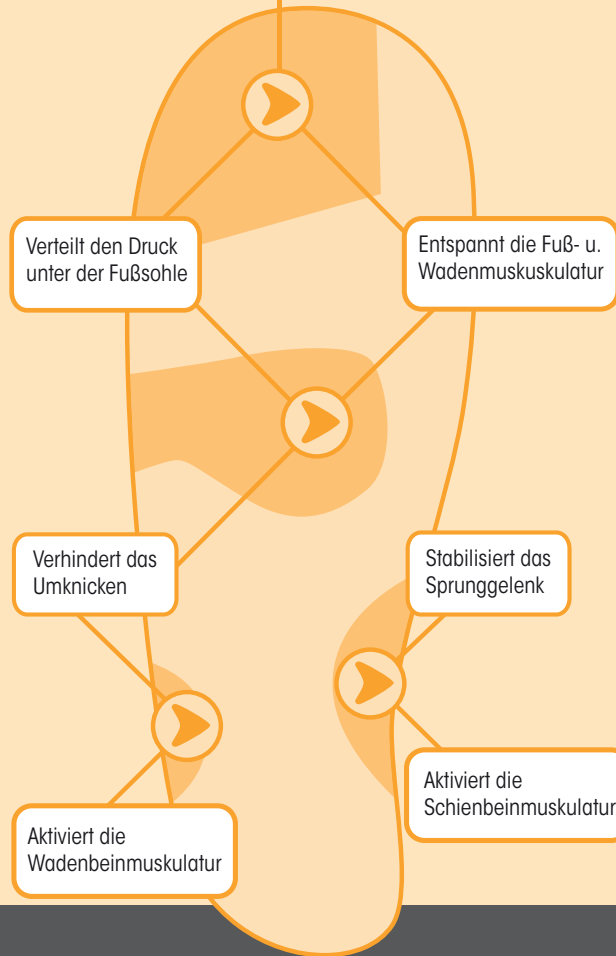 Verteilt den Druck
unter der Fußsohle
Entspannt die Fuß- u.
Wadenmuskuskulatur
Verhindert das
Umknicken
Stabilisiert das
Sprunggelenk
Aktiviert die
Schienbeinmuskulatur
Aktiviert die
Wadenbeinmuskulatur